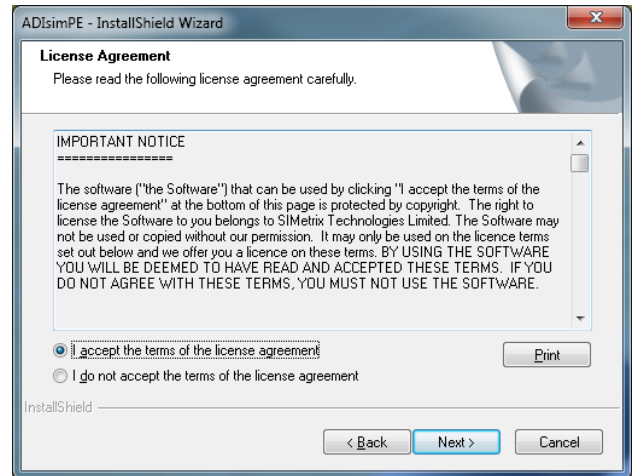 ADIsimPE - InstallShield Wizard
License Agreement
Please read the following license agreement carefully.
IMPORTANT NOTICE
================
The software ("the Software") that can be used by clicking "I accept the terms of the
license agreement" at the bottom of this page is protected by copyright. The right to
license the Software to you belongs to SIMetrix Technologies Limited. The Software may
not be used or copied without our permission. It may only be used on the licence terms
set out below and we offer you a licence on these terms. BY USING THE SOFTWARE
YOU WILL BE DEEMED TO HAVE READ AND ACCEPTED THESE TERMS. IF YOU
DO NOT AGREE WITH THESE TERMS, YOU MUST NOT USE THE SOFTWARE.
I accept the terms of the license agreement
Print
I do not accept the terms of the license agreement
InstallShield
< Back
Next >
Cancel